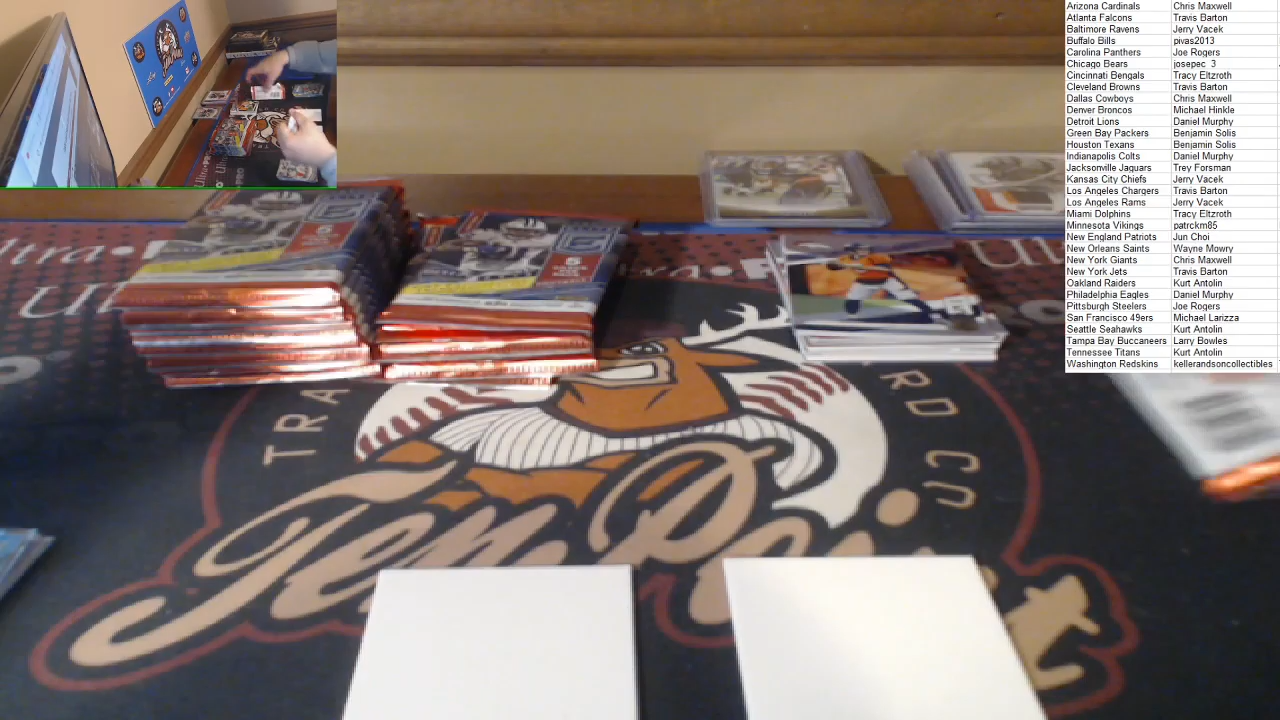 Arizona Cardinals Chris Maxwell
Atlanta Falcons Travis Barton
Baltimore Ravens Jerry Vacek
Buffalo Bills pivas2013
Carolina Panthers Joe Rogers
Chicago Bears josepec_3
Cincinnati Bengals Tracy Eltzroth
Cleveland Browns Travis Barton
Dallas Cowboys Chris Maxwell
Denver Broncos Michael Hinkle
Detroit Lions Daniel Murphy
Green Bay Packers Benjamin Solis
Houston Texans Benjamin Solis
Indianapolis Colts Daniel Murphy
Jacksonville Jaguars Trey Forsman
Kansas City Chiefs Jerry Vacek
Los Angeles Chargers Travis Barton
Los Angeles Rams Jerry Vacek
Miami Dolphins Tracy Eltzroth
Minnesota Vikings patrckm85
New England Patriots Jun Choi
New Orleans Saints Wayne Mowry
New York Giants Chris Maxwell
New York Jets Travis Barton
Oakland Raiders Kurt Antolin
Philadelphia Eagles Daniel Murphy
Pittsburgh Steelers Joe Rogers
San Francisco 49ers Michael Larizza
Seattle Seahawks Kurt Antolin
Tampa Bay Buccaneers Larry Bowles
Tennessee Titans Kurt Antolin
Washington Redskins kellerandsoncollectibles
TRA
RD CU
Ten Point